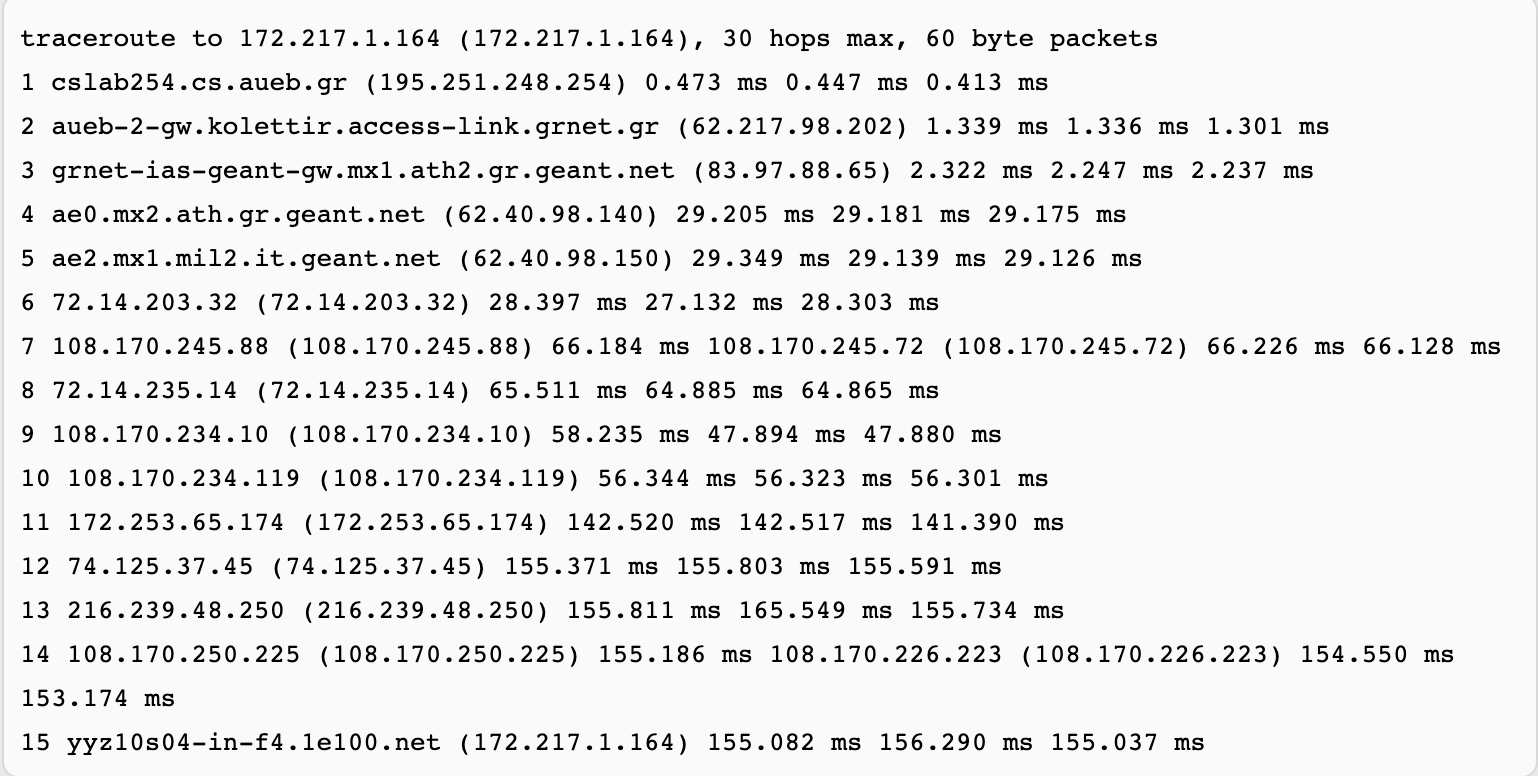 traceroute to 172.217.1.164 (172.217.1.164), 30 hops max, 60 byte packets
1 cslab254.cs.aueb.gr (195.251.248.254) 0.473 ms 0.447 ms 0.413 ms
2 aueb-2-gw.kolettir.access-link.grnet.gr (62.217.98.202) 1.339 ms 1.336 ms 1.301 ms
3 grnet-ias-geant-gw.mx1.ath2.gr.geant.net (83.97.88.65) 2.322 ms 2.247 ms 2.237 ms
4 ae0.mx2.ath.gr.geant.net (62.40.98.140) 29.205 ms 29.181 ms 29.175 ms
5 ae2.mx1.mil2.it.geant.net (62.40.98.150) 29.349 ms 29.139 ms 29.126 ms
6 72.14.203.32 (72.14.203.32) 28.397 ms 27.132 ms 28.303 ms
7 108.170.245.88 (108.170.245.88) 66.184 ms 108.170.245.72 (108.170.245.72) 66.226 ms 66.128 ms
8 72.14.235.14 (72.14.235.14) 65.511 ms 64.885 ms 64.865 ms
9 108.170.234.10 (108.170.234.10) 58.235 ms 47.894 ms 47.880 ms
10 108.170.234.119 (108.170.234.119) 56.344 ms 56.323 ms 56.301 ms
11 172.253.65.174 (172.253.65.174) 142.520 ms 142.517 ms 141.390 ms
12 74.125.37.45 (74.125.37.45) 155.371 ms 155.803 ms 155.591 ms
13 216.239.48.250 (216.239.48.250) 155.811 ms 165.549 ms 155.734 ms
14 108.170.250.225 (108.170.250.225) 155.186 ms 108.170.226.223 (108.170.226.223) 154.550 ms
153.174 ms
15 yyz10s04-in-f4.1e100.net (172.217.1.164) 155.082 ms 156.290 ms 155.037 ms